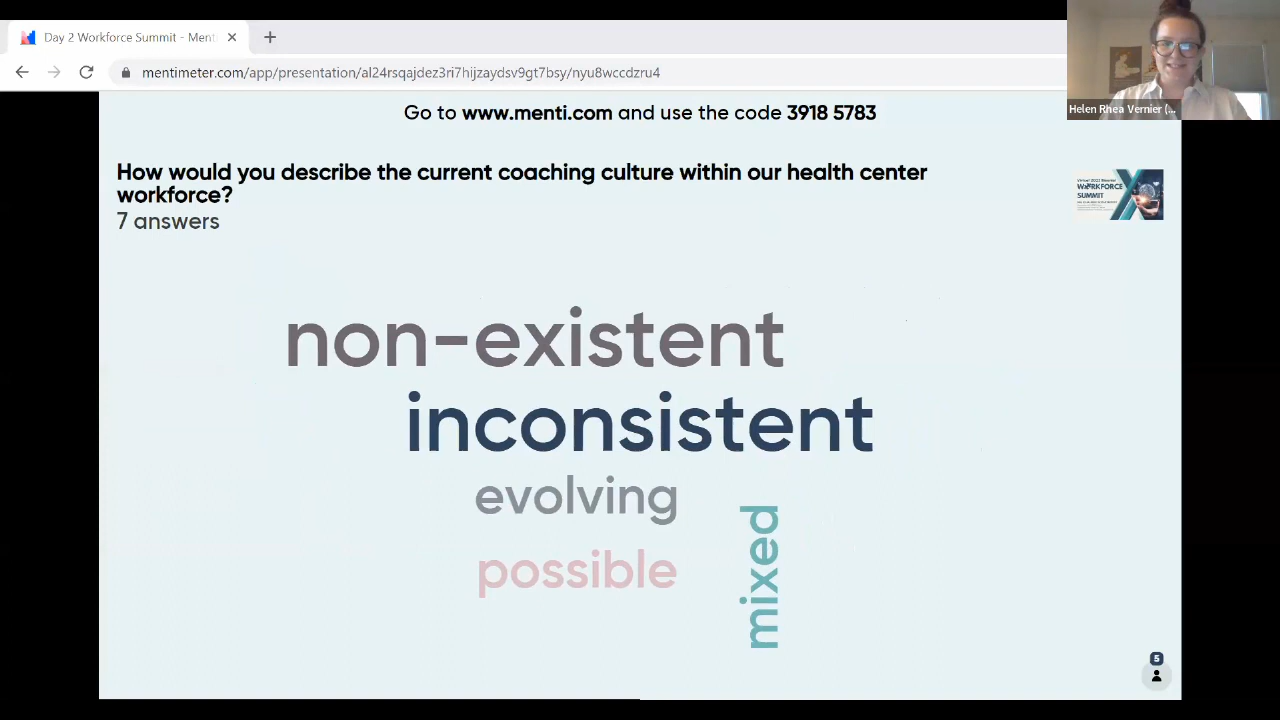 Day 2 Workforce Summit - Ment
mentimeter.com/app/presentation/al24rsqajdez3ri7hijzaydsv9gt7bsy/nyu8wccdzru4
Helen Rhea Vernier (...
Go to www.menti.com and use the code 3918 5783
How would you describe the current coaching culture within our health center
workforce?
7 answers
WORKFORCE
SUMMIT
non-existent
inconsistent
evolving
possible
mixed
5